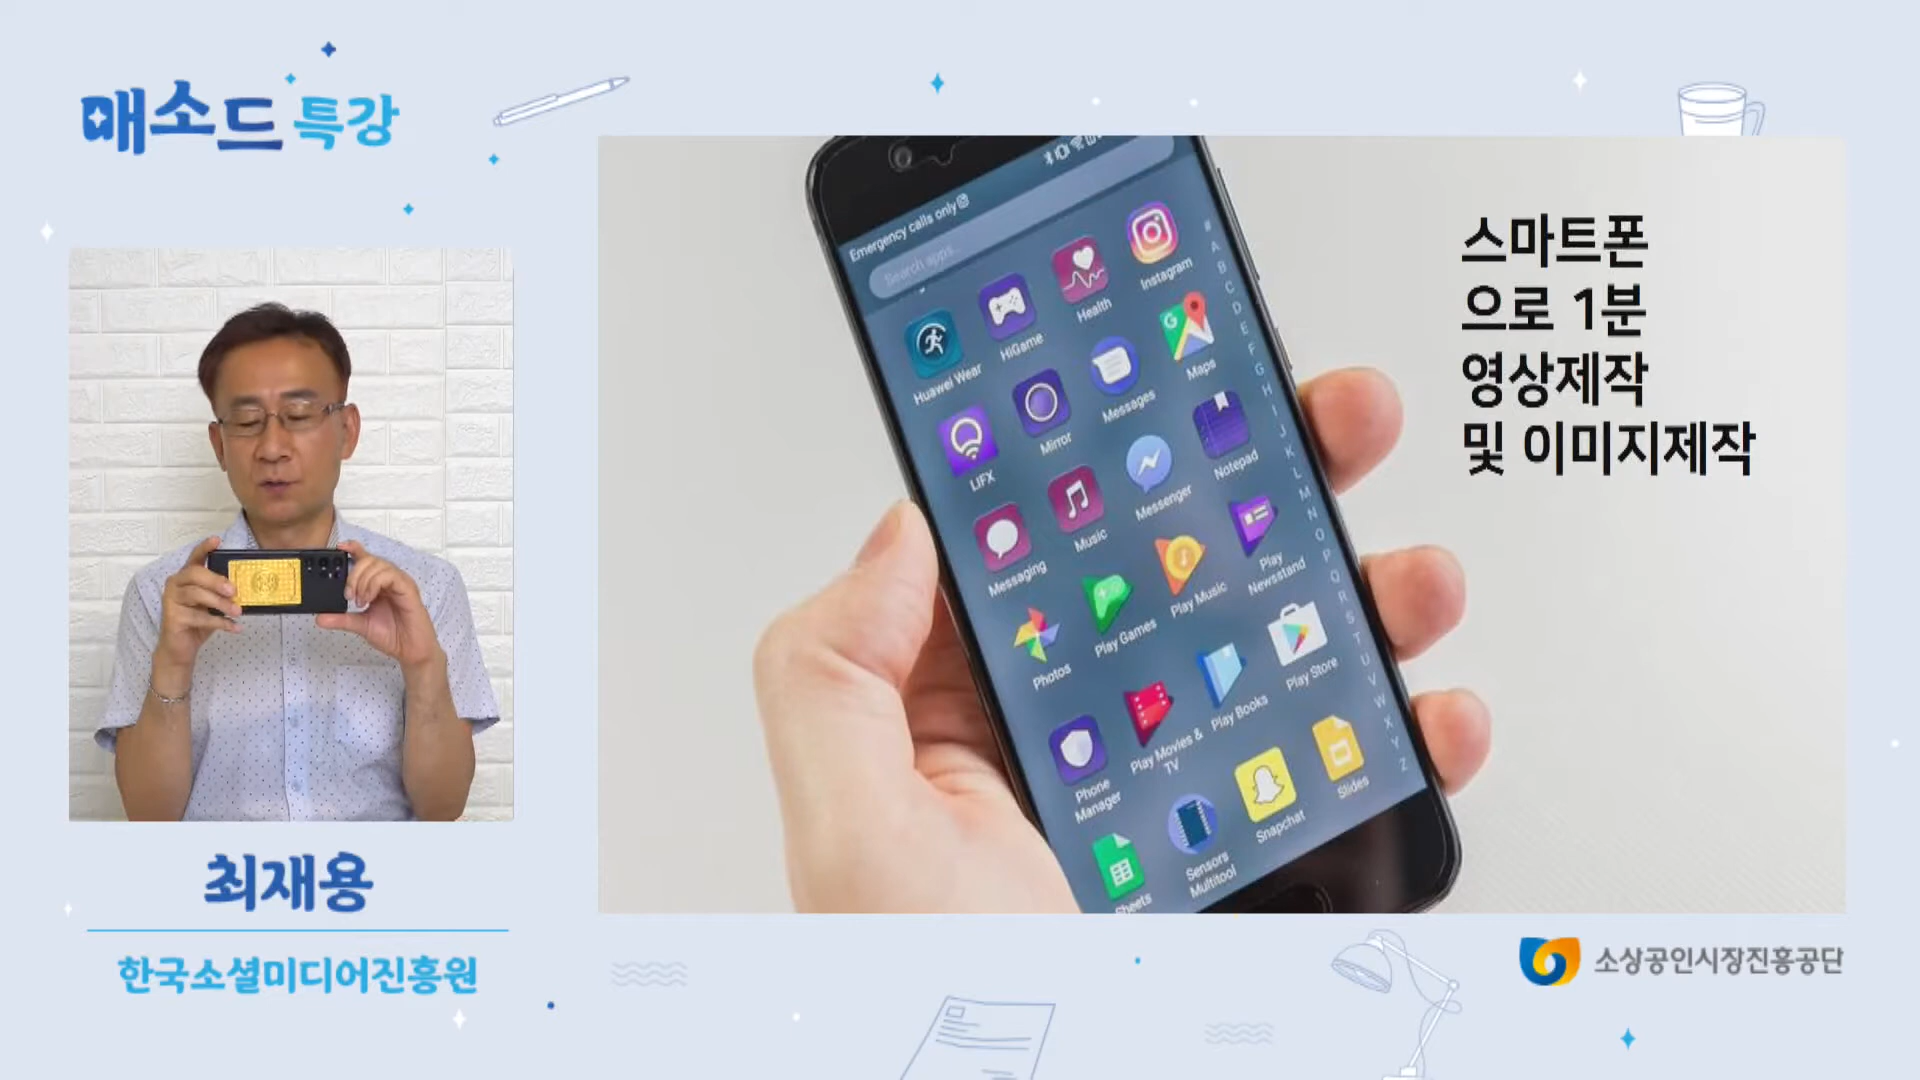 매소드 특강
스마트폰
으로 1분
영상제작
및 이미지제작
Emergency calls only
Search apps...
Huawei Wear
HiGame
Health
Instagram
LIFX
Mirror
Messages
Maps
Messaging
Music
Messenger
Notepad
Photos
Play Games
Play Music
Play
Newsstand
Phone
Manager
Play Movies &
TV
Play Books
Play Store
Sheets
Sensors
Multitool
Snapchat
Slides
#
A
B
C
D
E
F
G
H
I
J
K
L
M
N
O
P
Q
R
S
T
U
V
W
X
Y
Z
최재용
한국소셜미디어진흥원
소상공인시장진흥공단